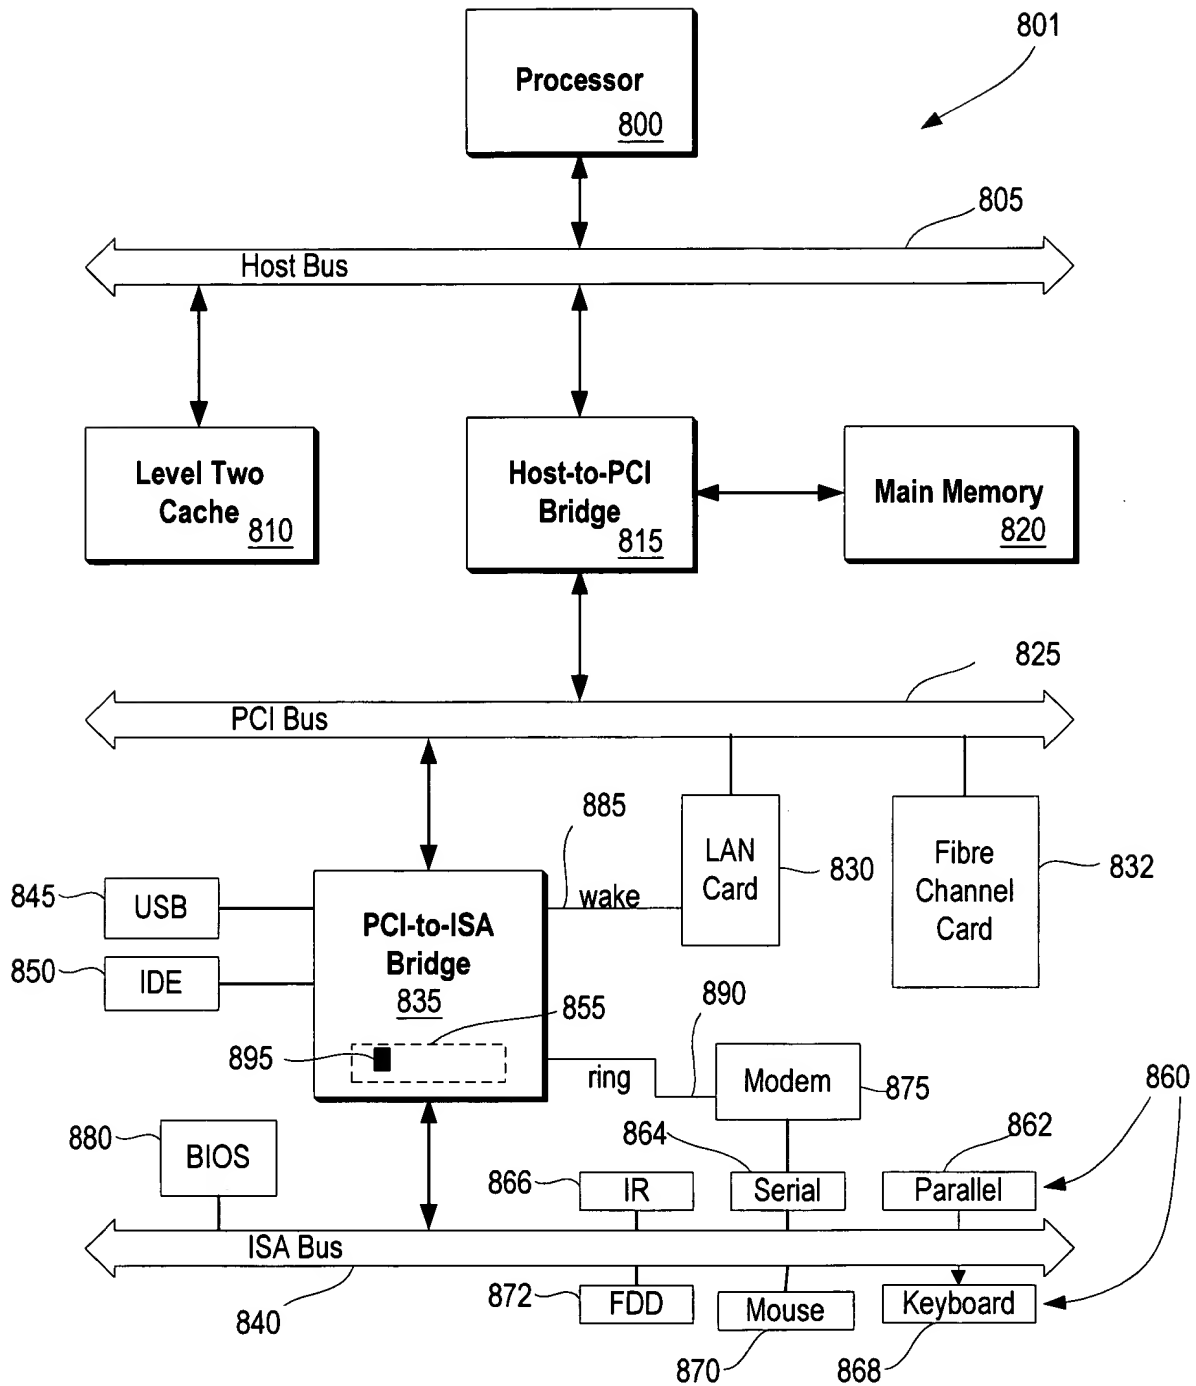 801
Processor
800
805
Host Bus
Level Two
Cache
810
Host-to-PCI
Bridge
815
Main Memory
820
825
PCI Bus
885
LAN
Card
830
Fibre
Channel
Card
832
845
USB
wake
850
IDE
PCI-to-ISA
Bridge
835
855
890
895
ring
Modem
875
860
880
BIOS
864
862
866
IR
Serial
Parallel
ISA Bus
840
872
FDD
Mouse
Keyboard
870
868